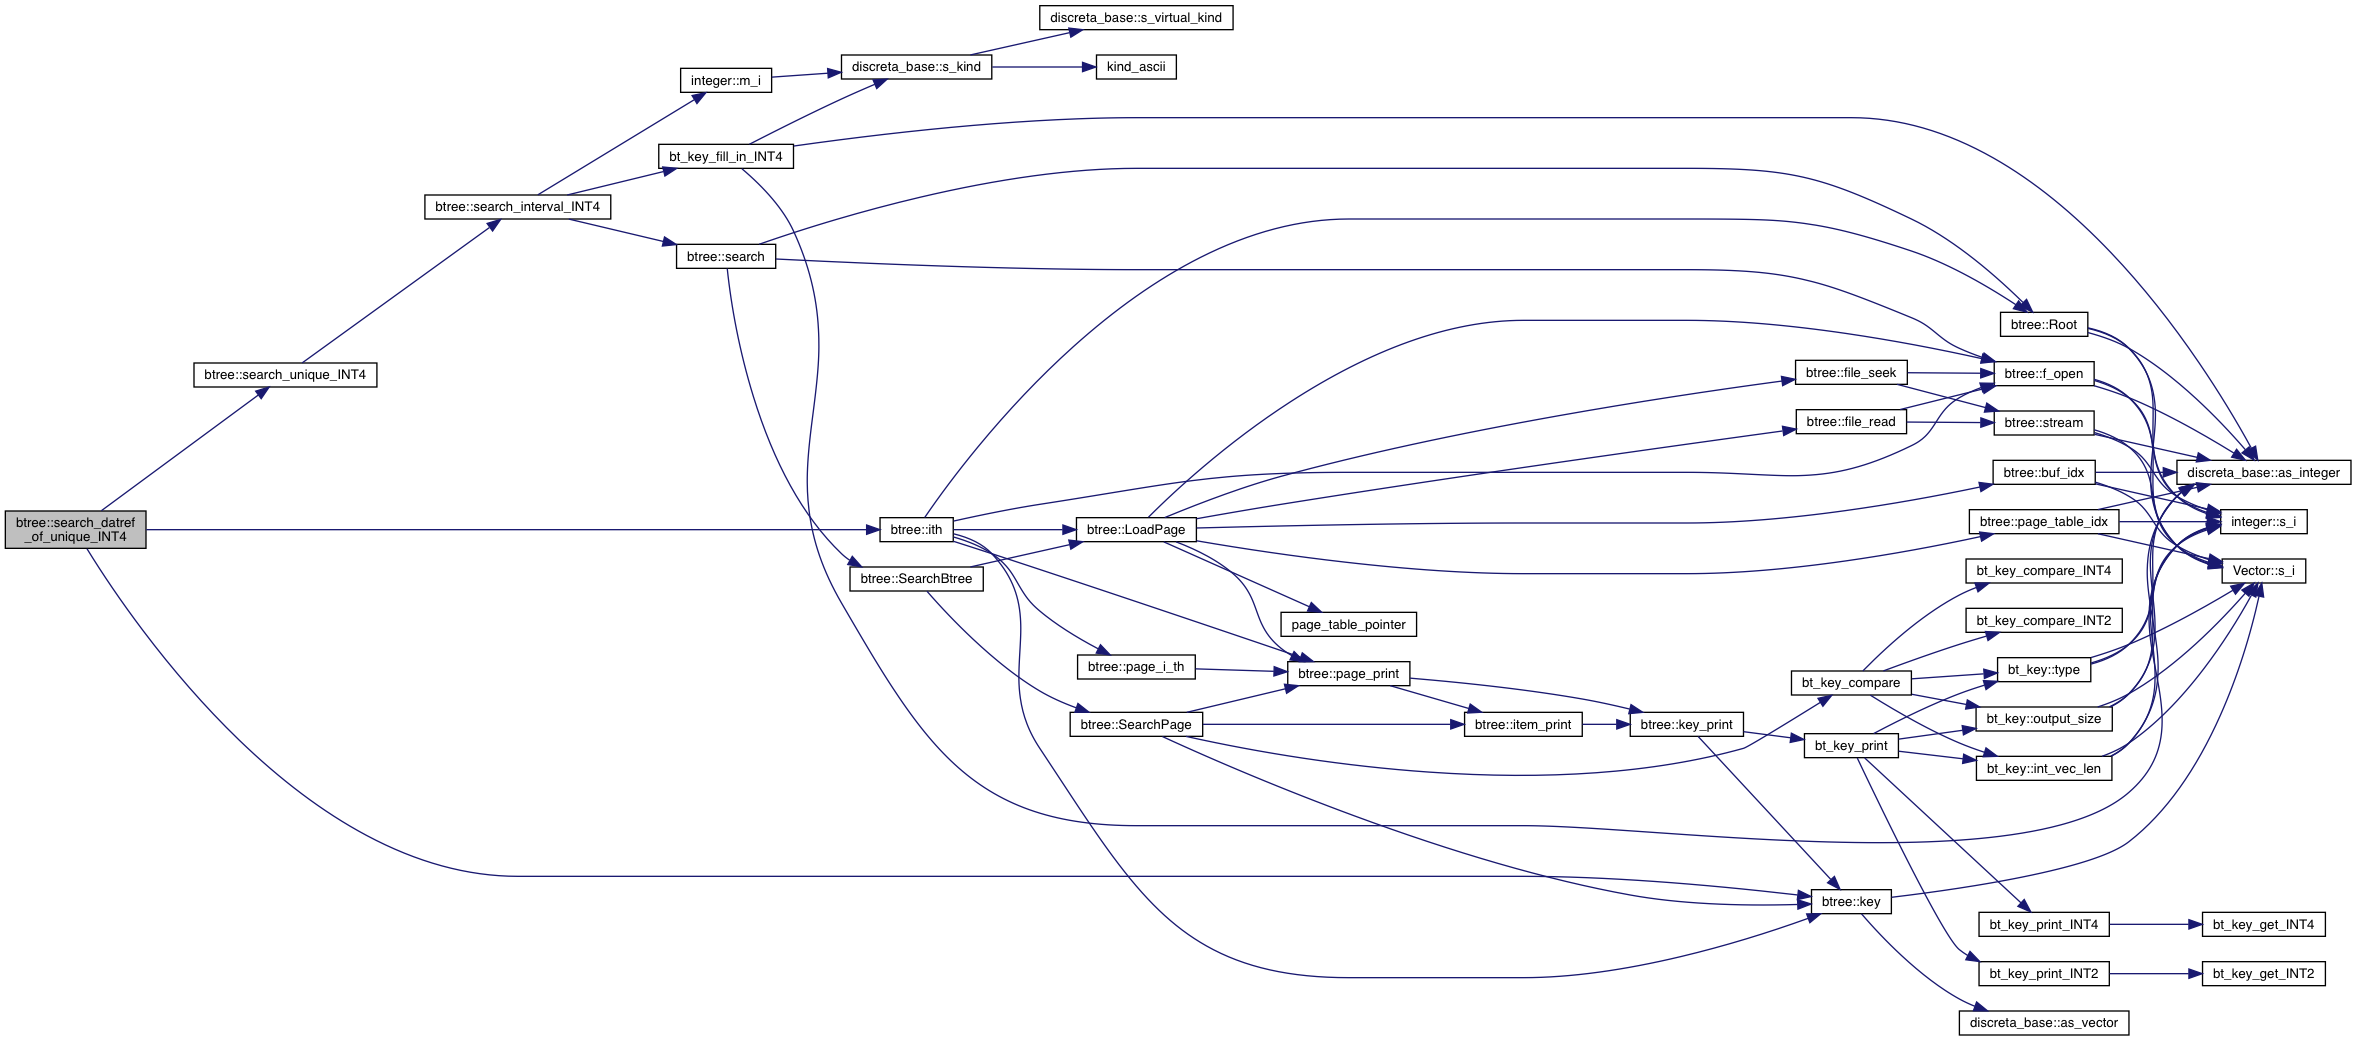 discreta_base::s_virtual_kind
integer::m_i
discreta_base::s_kind
kind_ascii
bt_key_fill_in_INT4
btree::search_interval_INT4
btree::search
btree::Root
btree::search_unique_INT4
btree::file_seek
btree::f_open
btree::file_read
btree::stream
btree::buf_idx
discreta_base::as_integer
btree::search_datref
_of_unique_INT4
btree::ith
btree::LoadPage
btree::page_table_idx
integer::s_i
btree::SearchBtree
bt_key_compare_INT4
Vector::s_i
page_table_pointer
bt_key_compare_INT2
btree::page_i_th
btree::page_print
bt_key_compare
bt_key::type
btree::SearchPage
btree::item_print
btree::key_print
bt_key::output_size
bt_key_print
bt_key::int_vec_len
btree::key
bt_key_print_INT4
bt_key_get_INT4
bt_key_print_INT2
bt_key_get_INT2
discreta_base::as_vector